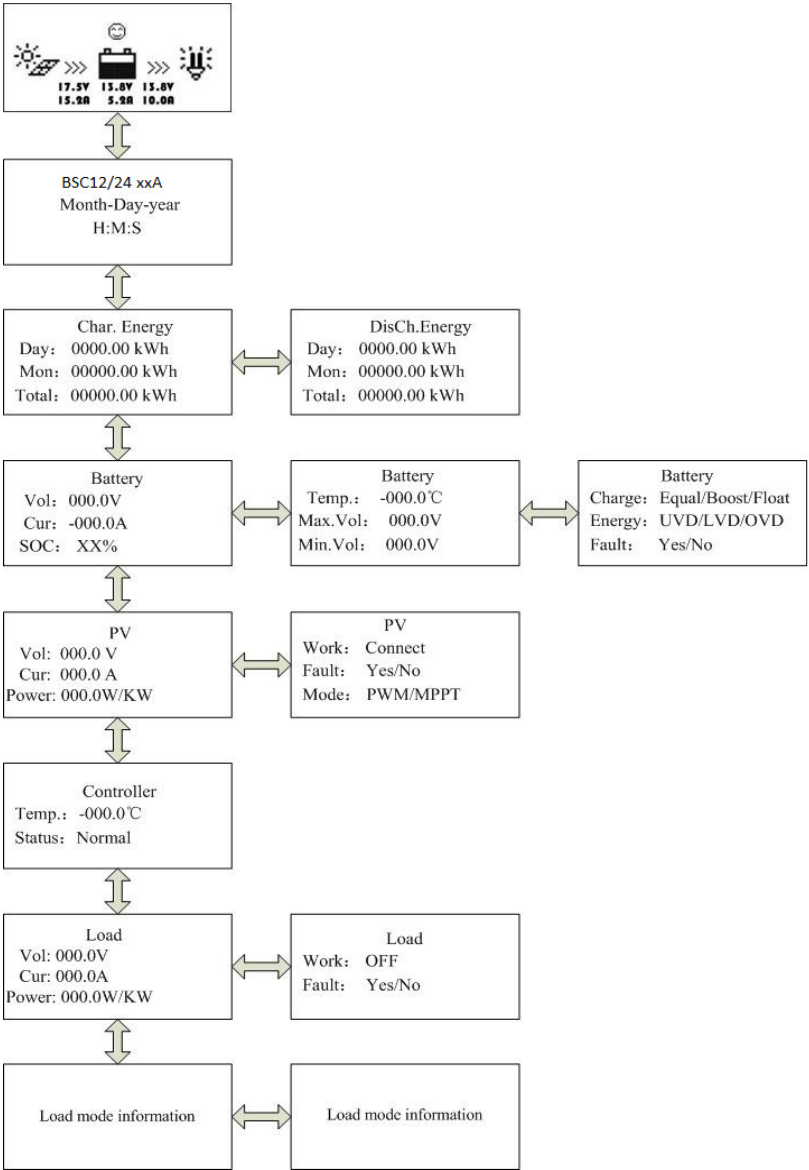 17.5V 13.8V 13.8V
15.2A 5.2A 10.0A
BSC12/24 xxA
Month-Day-year
H:M:S
Char. Energy
Day: 0000.00 kWh
Mon: 00000.00 kWh
Total: 00000.00 kWh
DisCh.Energy
Day: 0000.00 kWh
Mon: 00000.00 kWh
Total: 00000.00 kWh
Battery
Vol: 000.0V
Cur: -000.0A
SOC: XX%
Battery
Temp.: -000.0℃
Max.Vol: 000.0V
Min.Vol: 000.0V
Battery
Charge: Equal/Boost/Float
Energy: UVD/LVD/OVD
Fault: Yes/No
PV
Vol: 000.0 V
Cur: 000.0 A
Power: 000.0W/KW
PV
Work: Connect
Fault: Yes/No
Mode: PWM/MPPT
Controller
Temp.: -000.0℃
Status: Normal
Load
Vol: 000.0V
Cur: 000.0A
Power: 000.0W/KW
Load
Work: OFF
Fault: Yes/No
Load mode information
Load mode information